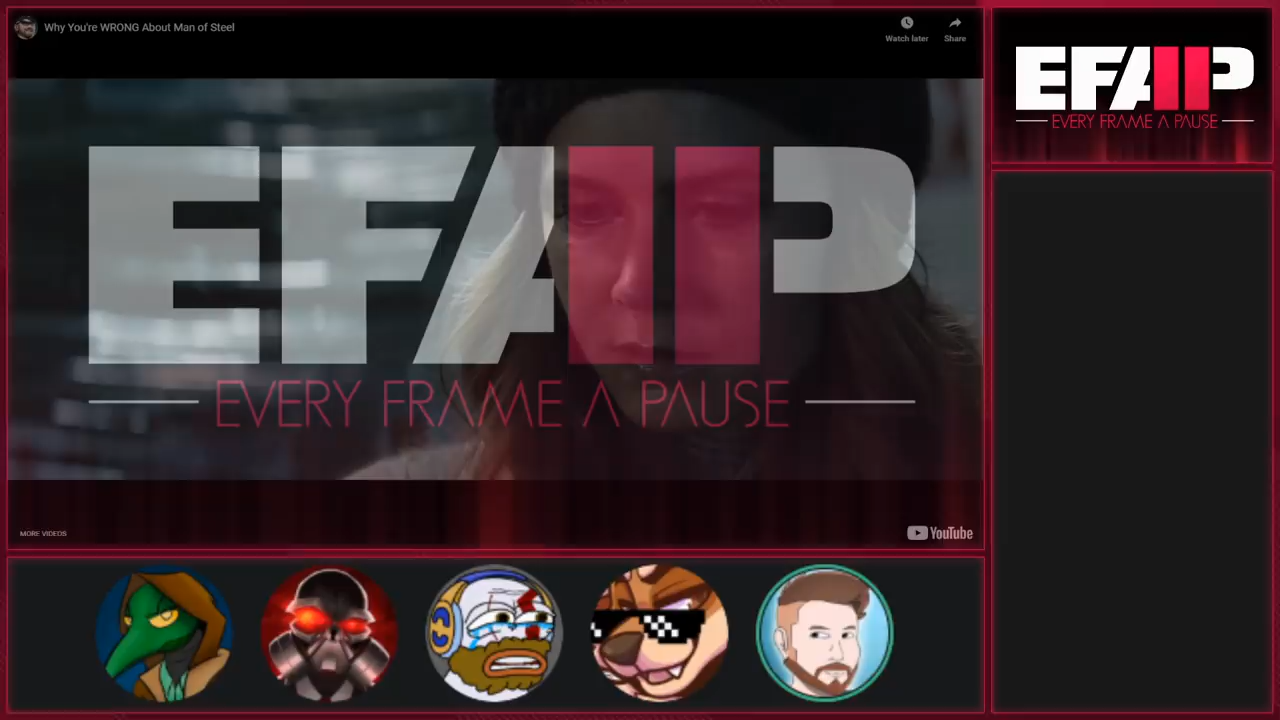 Why You're WRONG About Man of Steel
Watch later
Share
EFAP
EVERY FRAME A PAUSE
EFAP
EVERY FRAME A PAUSE
MORE VIDEOS
YouTube